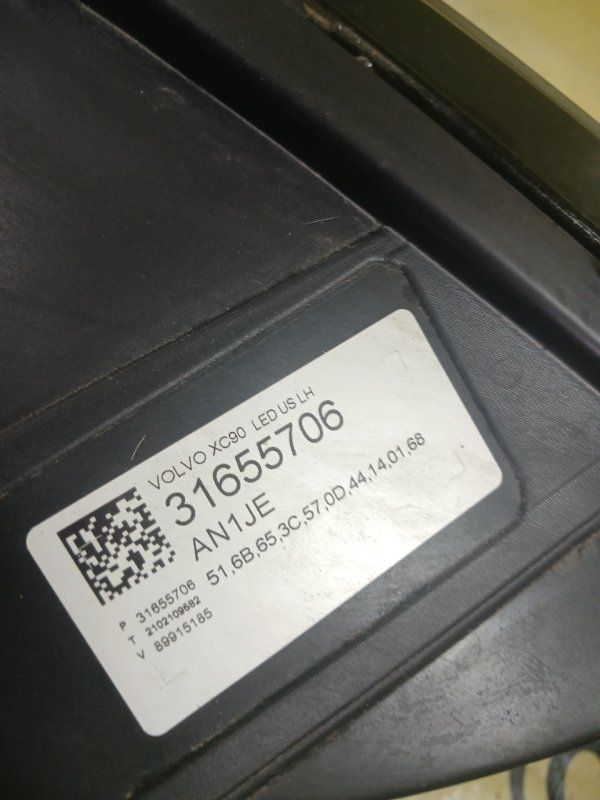 VOLVO XC90 LED US LH
31655706
AN1JE
51,6B,65,3C,57,0D,44,14,01,68
P 31655706
T 2102109682
V 89915185